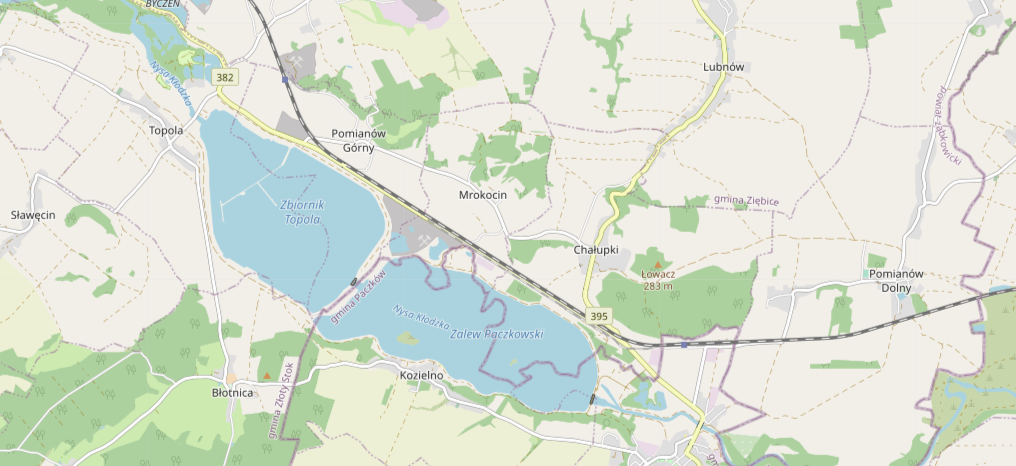 BYCZEŃ
Nysa Kłodzka
382
Lubnów
Topola
Pomianów
Górny
powiat ząbkowicki
Mrokocin
gmina Ziębice
Zbiornik
Topola
Sławęcin
Chałupki
Łowacz
283 m
Pomianów
Dolny
gmina Paczków
Nysa Kłodzka
395
Zalew Paczkowski
Kozielno
Błotnica
gmina Złoty Stok